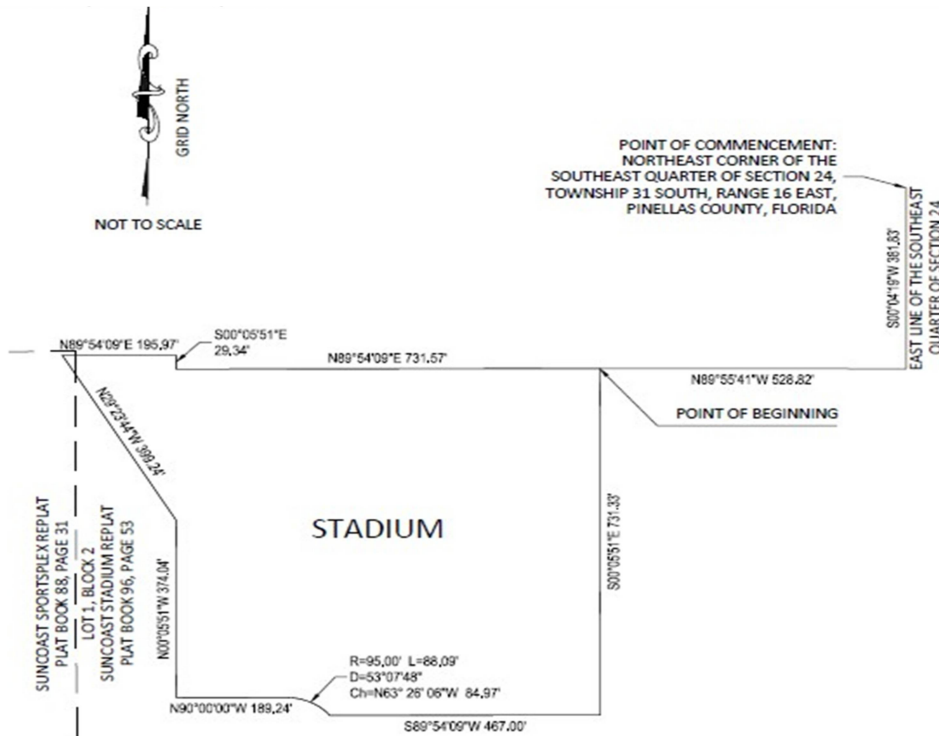 GRID NORTH
NOT TO SCALE
POINT OF COMMENCEMENT:
NORTHEAST CORNER OF THE
SOUTHEAST QUARTER OF SECTION 24,
TOWNSHIP 31 SOUTH, RANGE 16 EAST,
PINELLAS COUNTY, FLORIDA
S00°04'19"W 381.83'
EAST LINE OF THE SOUTHEAST
QUARTER OF SECTION 24
N89°54'09"E 195.97'
S00°05'51"E
29.34'
N89°54'09"E 731.57'
N89°55'41"W 528.82'
POINT OF BEGINNING
N29°23'44"W 399.24'
STADIUM
S00°05'51"E 731.33'
SUNCOAST SPORTSPLEX REPLAT
PLAT BOOK 88, PAGE 31
LOT 1, BLOCK 2
SUNCOAST STADIUM REPLAT
PLAT BOOK 96, PAGE 53
N00°05'51"W 374.04'
R=95.00' L=88.09'
D=53°07'48"
Ch=N63° 26' 06"W 84.97'
N90°00'00"W 189.24'
S89°54'09"W 467.00'